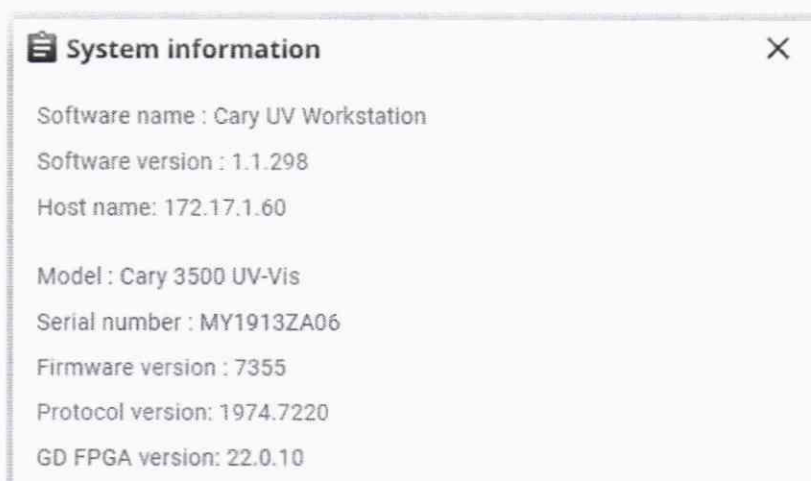 System information
Software name : Cary UV Workstation
Software version : 1.1.298
Host name: 172.17.1.60
Model : Cary 3500 UV-Vis
Serial number : MY1913ZA06
Firmware version : 7355
Protocol version: 1974.7220
GD FPGA version: 22.0.10